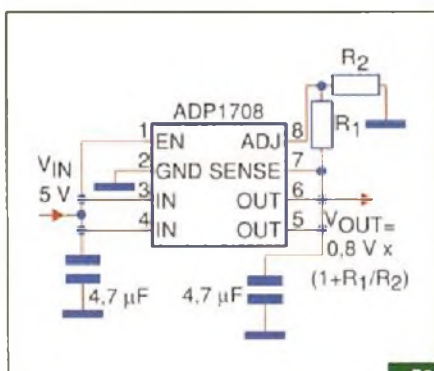 R2
ADP1708
1 EN ADJ 8
R1
VIN
5 V
2 GND SENSE 7
3 IN OUT 6
4 IN OUT 5
VOUT=
0,8 V x
(1+R1/R2)
4,7 µF
4,7 µF